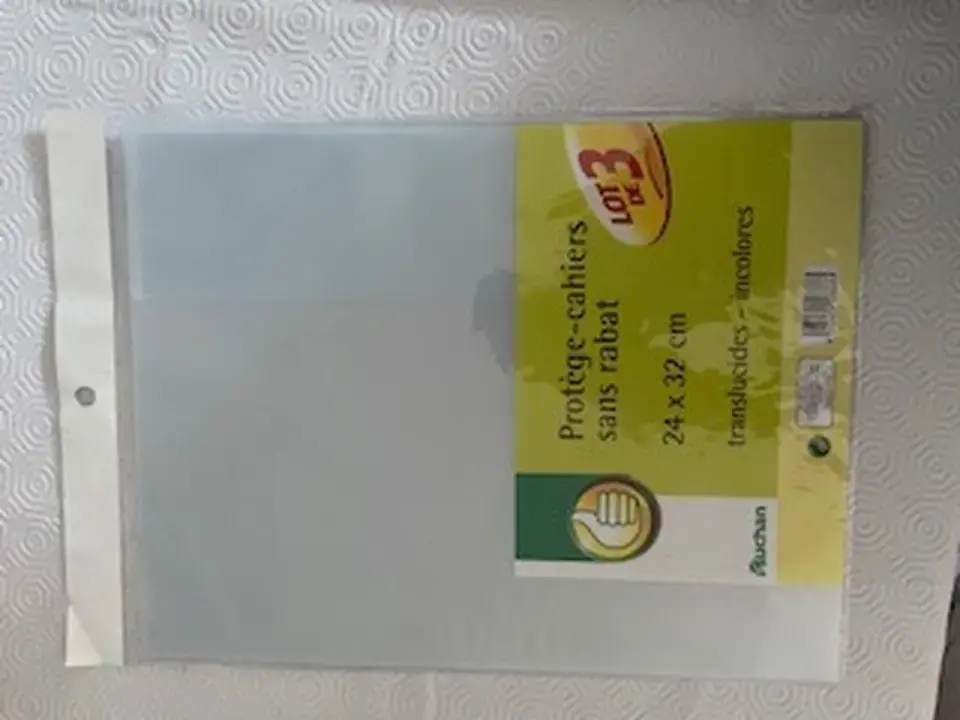 LOT
DE 3
Protège-cahiers
sans rabat
24 x 32 cm
translucides - incolores
Auchan